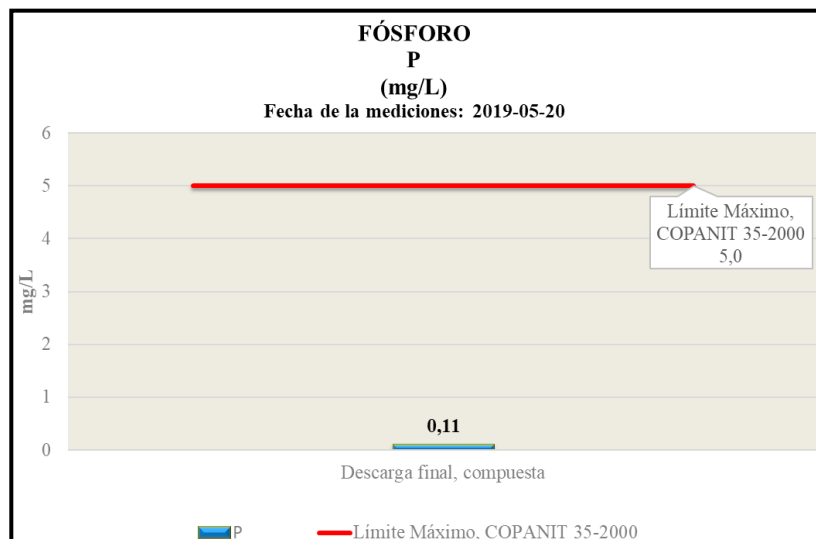 FÓSFORO
P
(mg/L)
Fecha de la mediciones: 2019-05-20
6
5
4
3
2
1
0
mg/L
Límite Máximo,
COPANIT 35-2000
5,0
0,11
Descarga final, compuesta
P
Límite Máximo, COPANIT 35-2000